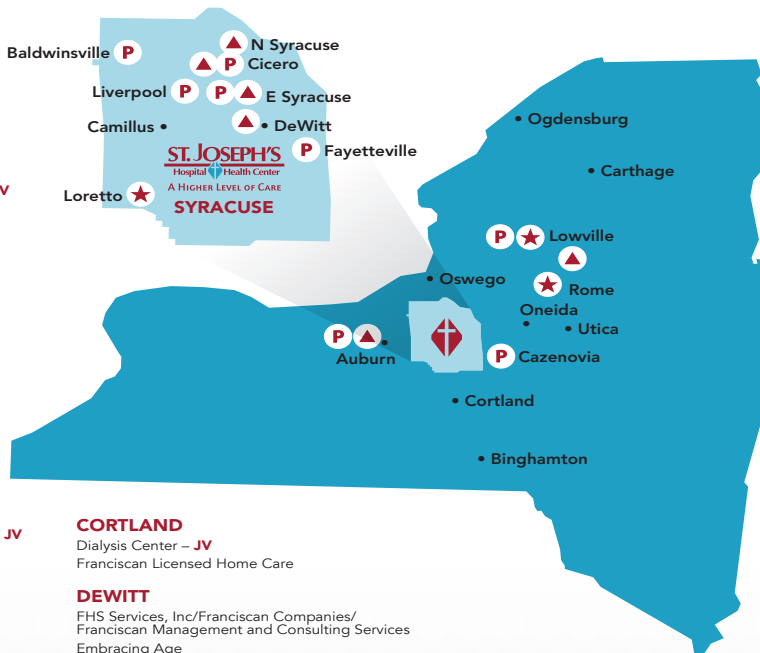 N Syracuse
Baldwinsville P
P Cicero
Liverpool P P E Syracuse
Camillus • • DeWitt
ST. JOSEPH'S
Hospital Health Center
A HIGHER LEVEL OF CARE
SYRACUSE
P Fayetteville
Loretto
V
• Ogdensburg
• Carthage
P Lowville
• Oswego
Rome
Oneida
• Utica
P
Auburn
P Cazenovia
• Cortland
• Binghamton
JV
CORTLAND
Dialysis Center – JV
Franciscan Licensed Home Care
DEWITT
FHS Services, Inc/Franciscan Companies/
Franciscan Management and Consulting Services
Embracing Age